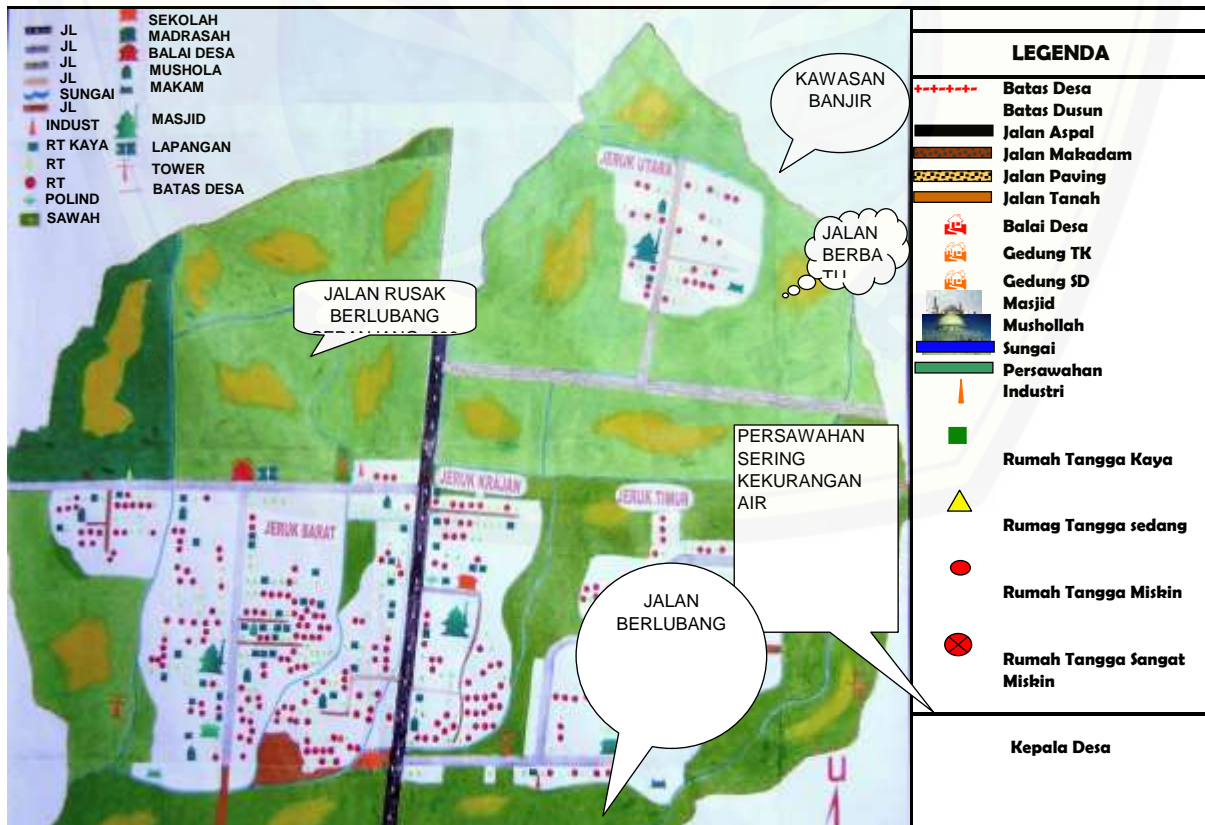 JL
JL
JL
JL
SUNGAI
JL
INDUST
RT KAYA
RT
RT
POLIND
SAWAH
SEKOLAH
MADRASAH
BALAI DESA
MUSHOLA
MAKAM
MASJID
LAPANGAN
TOWER
BATAS DESA
KAWASAN
BANJIR
JERUK UTARA
JALAN
BERBA
TU
JALAN RUSAK
BERLUBANG
PERSAWAHAN
SERING
KEKURANGAN
AIR
JERUK KRAJAN
JERUK TIMUR
JERUK BARAT
JALAN
BERLUBANG
U
LEGENDA
Batas Desa
Batas Dusun
Jalan Aspal
Jalan Makadam
Jalan Paving
Jalan Tanah
Balai Desa
Gedung TK
Gedung SD
Masjid
Mushollah
Sungai
Persawahan
Industri
Rumah Tangga Kaya
Rumag Tangga sedang
Rumah Tangga Miskin
Rumah Tangga Sangat
Miskin
Kepala Desa